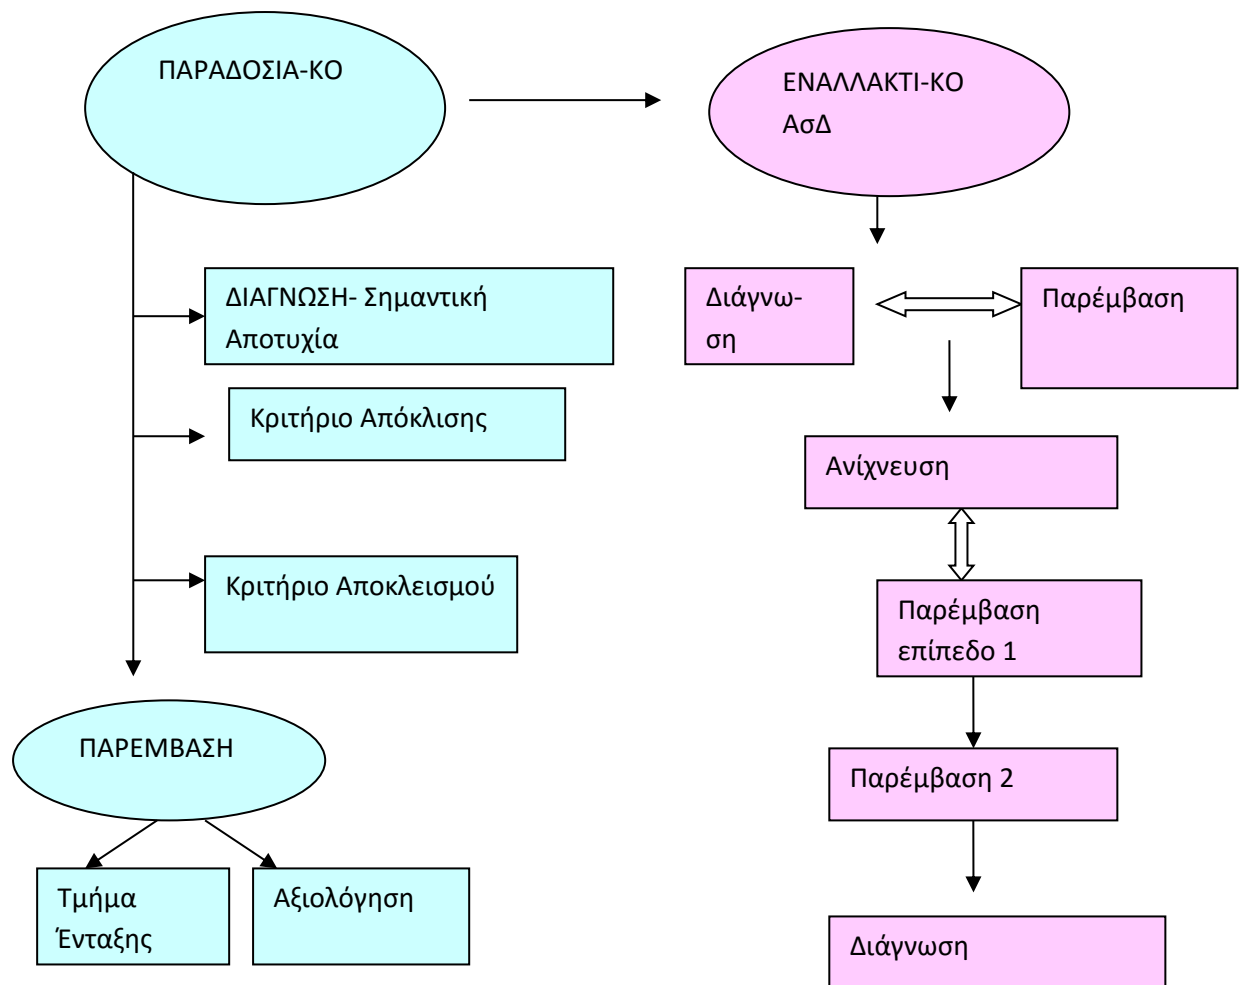 ΠΑΡΑΔΟΣΙΑ-ΚΟ
ΕΝΑΛΛΑΚΤΙ-ΚΟ
ΑσΔ
ΔΙΑΓΝΩΣΗ- Σημαντική
Αποτυχία
Διάγνω-
ση
Παρέμβαση
Κριτήριο Απόκλισης
Ανίχνευση
Κριτήριο Αποκλεισμού
Παρέμβαση
επίπεδο 1
ΠΑΡΕΜΒΑΣΗ
Παρέμβαση 2
Τμήμα
Ένταξης
Αξιολόγηση
Διάγνωση